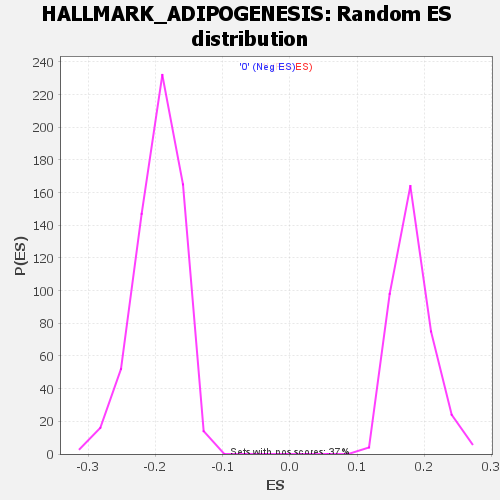 HALLMARK_ADIPOGENESIS: Random ES
distribution
'0' (Neg ES)ES)
240
220
200
180
160
140
120
100
80
60
40
20
0
P(ES)
Sets with pos scores: 37%
-0.3 -0.2 -0.1 0.0 0.1 0.2 0.3
ES